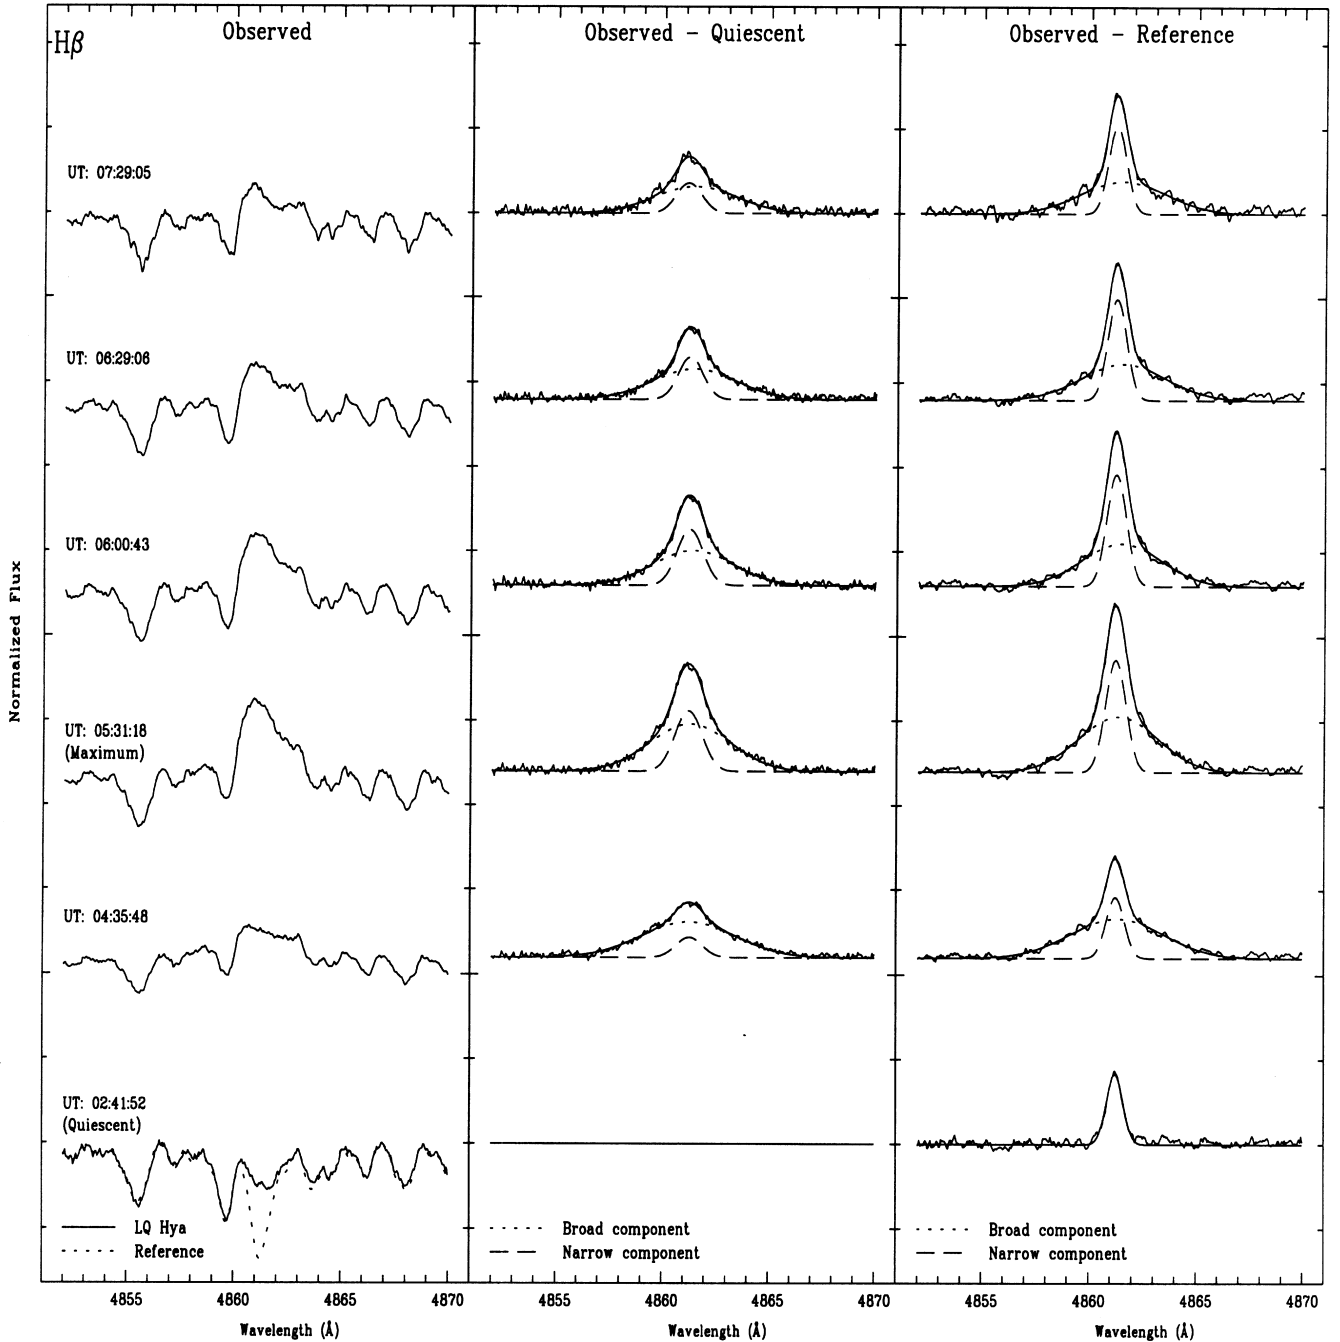 Hβ
Observed
Observed - Quiescent
Observed - Reference
UT: 07:29:05
UT: 06:29:06
UT: 06:00:43
UT: 05:31:18
(Maximum)
UT: 04:35:48
UT: 02:41:52
(Quiescent)
LQ Hya
Reference
Broad component
Narrow component
Broad component
Narrow component
Normalized Flux
4855 4860 4865 4870
4855 4860 4865 4870
4855 4860 4865 4870
Wavelength (Å)
Wavelength (Å)
Wavelength (Å)